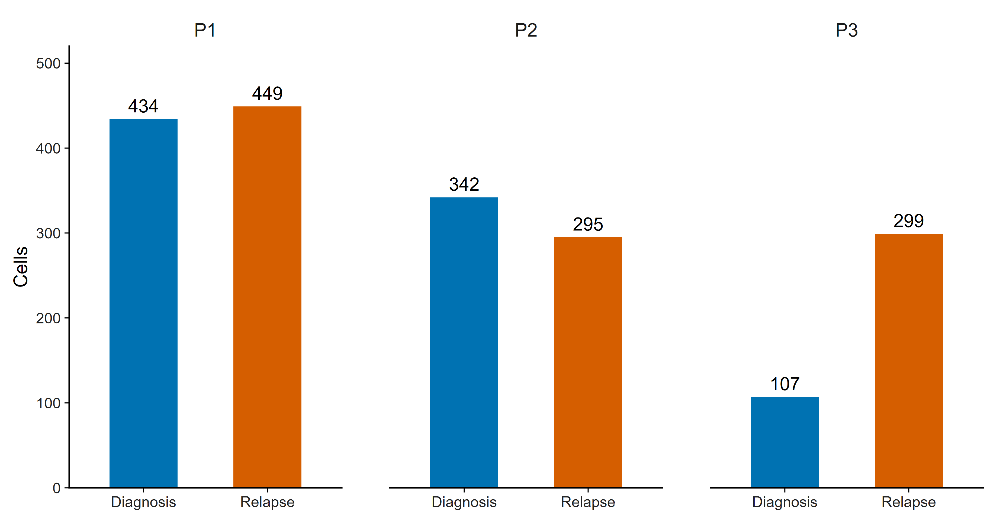 P1
P2
P3
Cells
500
400
300
200
100
0
434
449
342
295
107
299
Diagnosis
Relapse
Diagnosis
Relapse
Diagnosis
Relapse